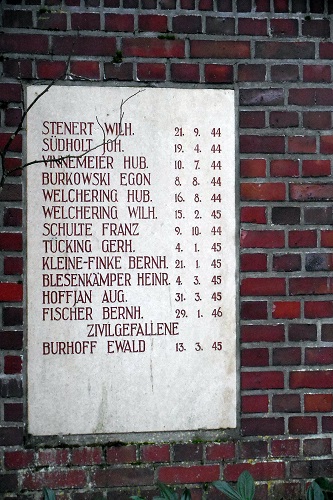 STENERT WILH. 21. 9. 44
SÜDHOLT JOH. 19. 4. 44
VINNEMEIER HUB. 10. 7. 44
BURKOWSKI EGON 8. 8. 44
WELCHERING HUB. 16. 8. 44
WELCHERING WILH. 15. 2. 45
SCHULTE FRANZ 9. 10. 44
TÜCKING GERH. 4. 1. 45
KLEINE-FINKE BERNH. 21. 1. 45
BLESENKÄMPER HEINR. 4. 3. 45
HOFFJAN AUG. 31. 3. 45
FISCHER BERNH. 29. 1. 46
ZIVILGEFALLENE
BURHOFF EWALD 13. 3. 45